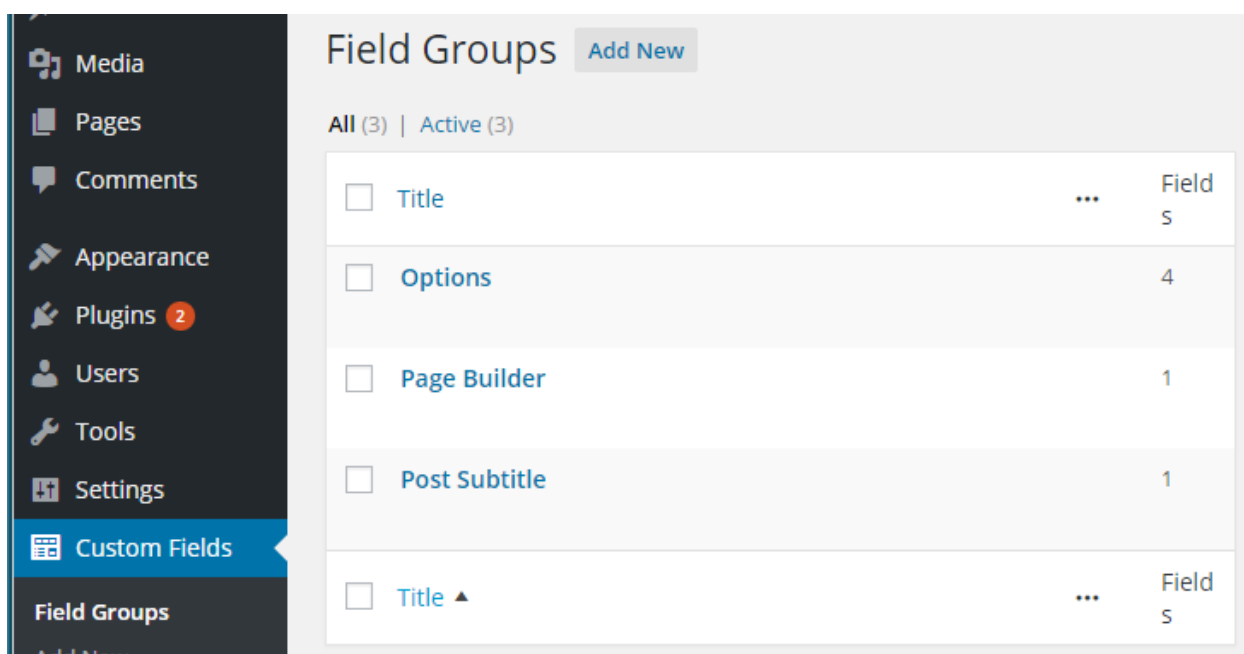 Media
Pages
Comments
Appearance
Plugins 2
Users
Tools
Settings
Custom Fields
Field Groups
Field Groups Add New
All (3) | Active (3)
Title ... Field
s
Options 4
Page Builder 1
Post Subtitle 1
Title ▲ ... Field
s